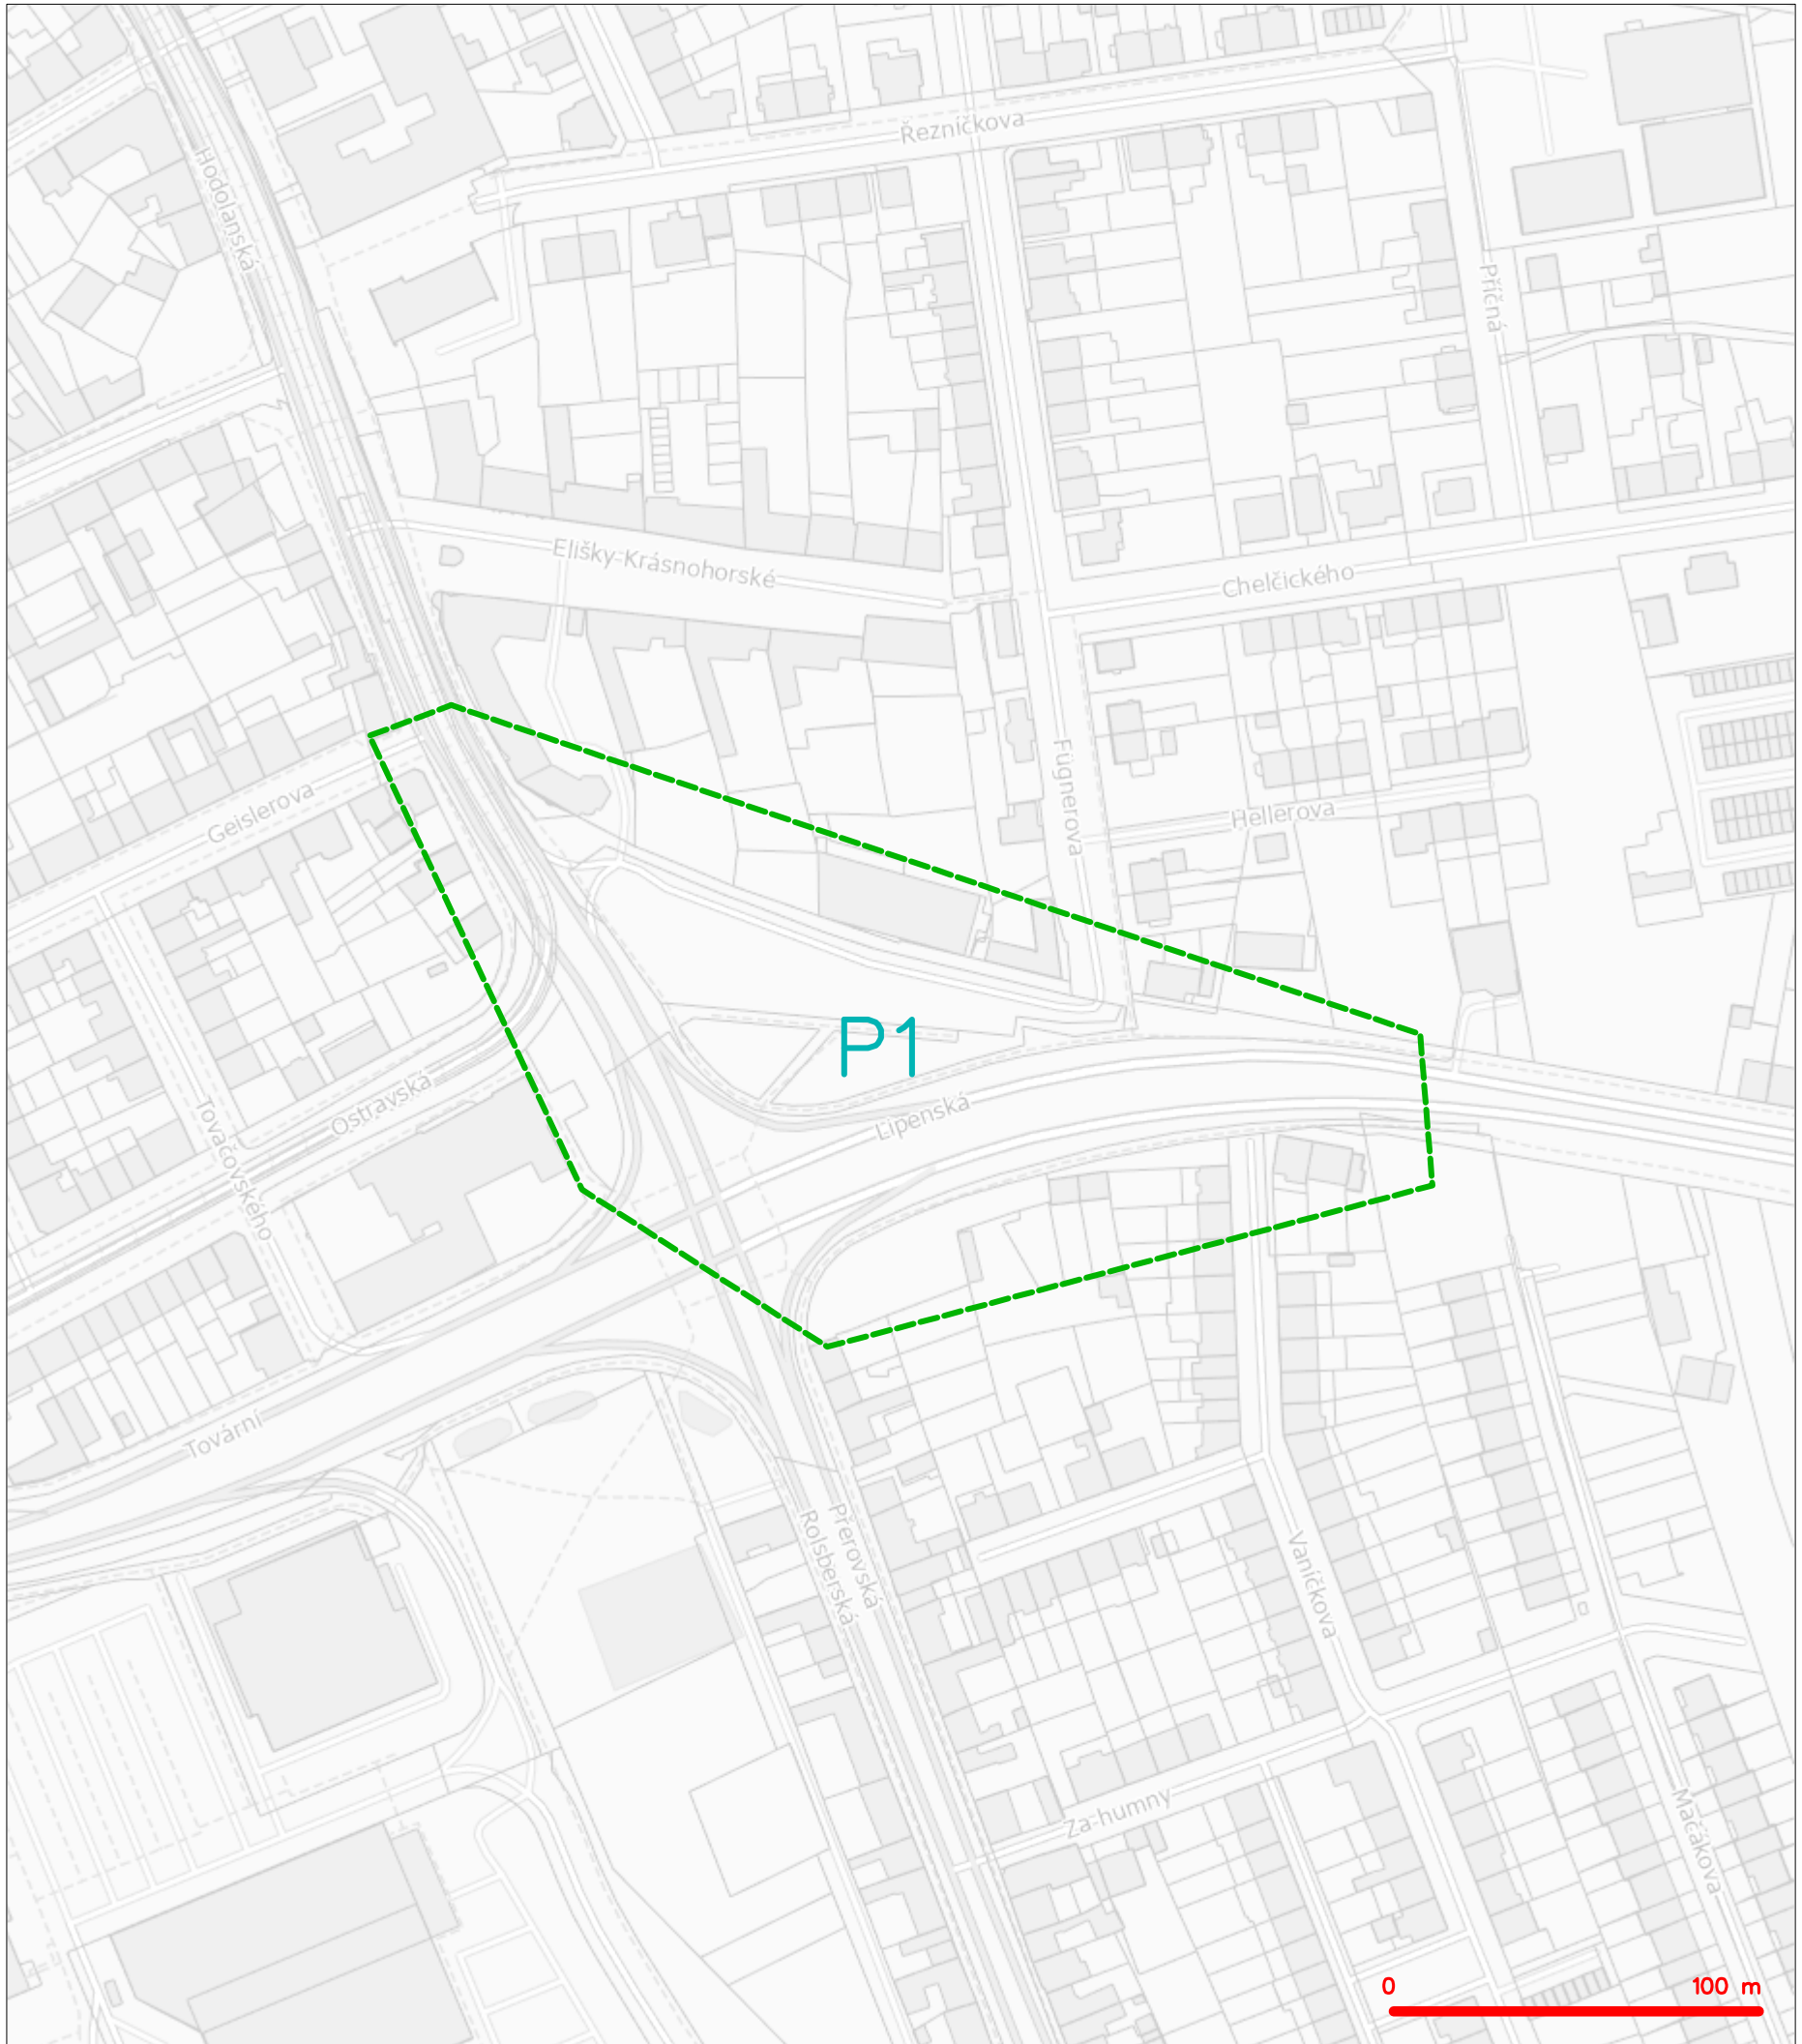 Řezníčkova
Hodolanská
Příčná
Elišky Krásnohorské
Chelčického
Fügnerova
Geislerova
Hellerova
P1
Ostravská
Lipenská
Tovačovského
Tovární
Přerovská
Rolsberská
Vaníčkova
Za humny
Mačákova
0 100 m